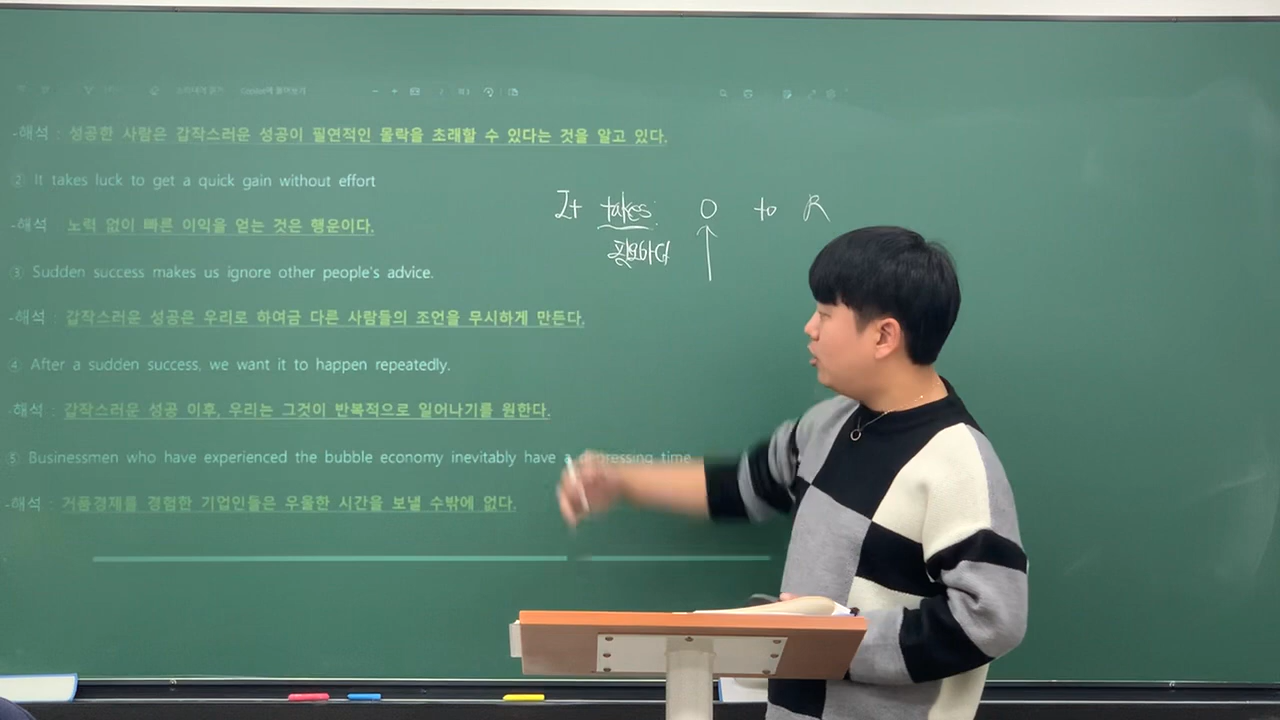 -해석 : 성공한 사람은 갑작스러운 성공이 필연적인 몰락을 초래할 수 있다는 것을 알고 있다.
② It takes luck to get a quick gain without effort
-해석 노력 없이 빠른 이익을 얻는 것은 행운이다.
③ Sudden success makes us ignore other people's advice.
-해석 : 갑작스러운 성공은 우리로 하여금 다른 사람들의 조언을 무시하게 만든다.
④ After a sudden success, we want it to happen repeatedly.
-해석 : 갑작스러운 성공 이후, 우리는 그것이 반복적으로 일어나기를 원한다.
⑤ Businessmen who have experienced the bubble economy inevitably have a time
-해석 : 거품경제를 경험한 기업인들은 우울한 시간을 보낼 수밖에 없다.
It takes O to R
필요하다